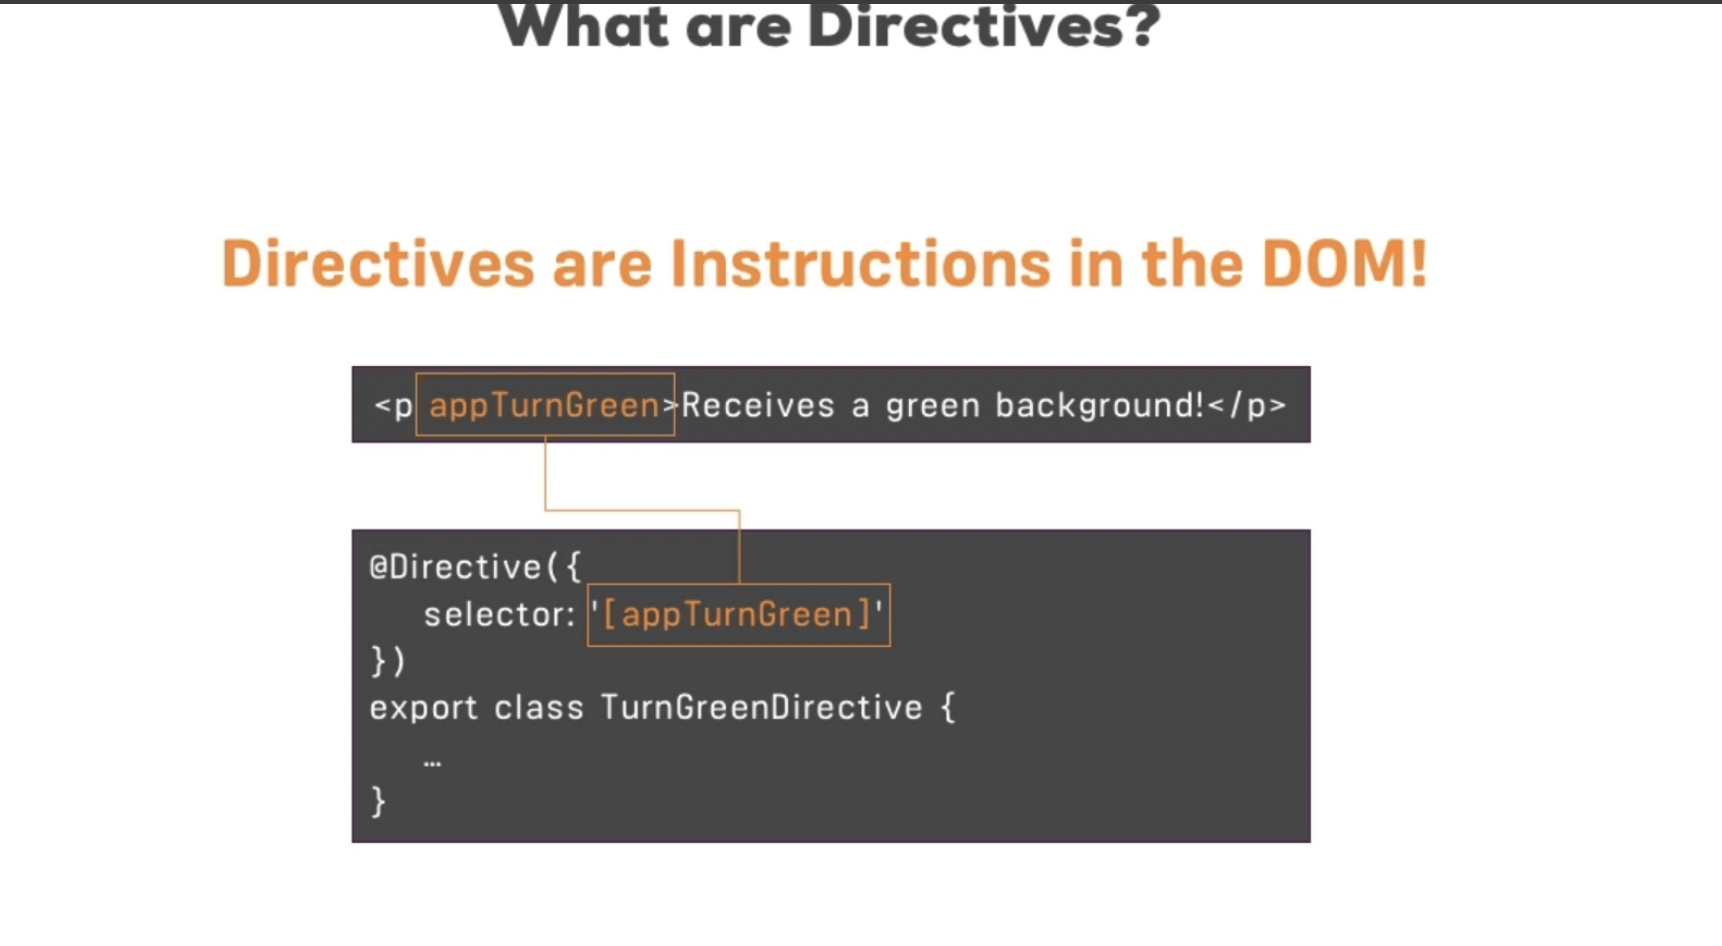 What are Directives?
Directives are Instructions in the DOM!
<p appTurnGreen>Receives a green background!</p>
@Directive({
selector: '[appTurnGreen]'
})
export class TurnGreenDirective {
…
}